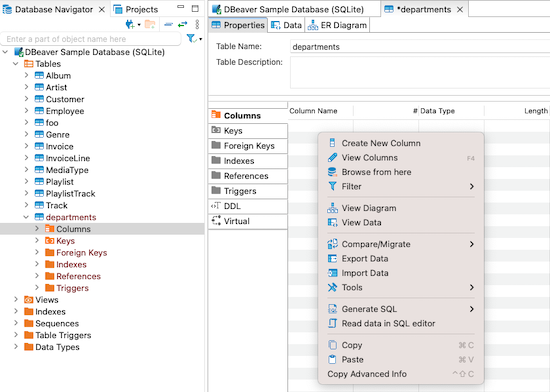 Database Navigator
Projects
Enter a part of object name here
DBeaver Sample Database (SQLite)
Tables
Album
Artist
Customer
Employee
foo
Genre
Invoice
InvoiceLine
MediaType
Playlist
PlaylistTrack
Track
departments
Columns
Keys
Foreign Keys
Indexes
References
Triggers
Views
Indexes
Sequences
Table Triggers
Data Types
DBeaver Sample Database (SQLite)
*departments
Properties
Data
ER Diagram
Table Name:
departments
Table Description:
Columns
Keys
Foreign Keys
Indexes
References
Triggers
DDL
Virtual
Column Name
# Data Type
Length
Create New Column
View Columns F4
Browse from here
Filter
View Diagram
View Data
Compare/Migrate
Export Data
Import Data
Tools
Generate SQL
Read data in SQL editor
Copy ⌘ C
Paste ⌘ V
Copy Advanced Info ^⇧C